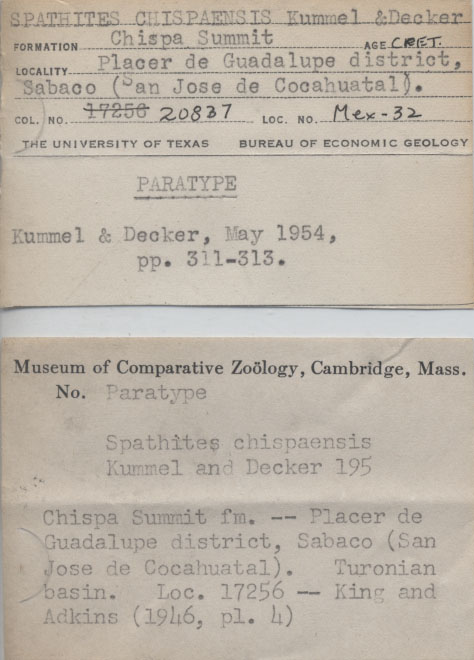 SPATHITES CHISPAENSIS Kummel & Decker
FORMATION Chispa Summit AGE CRET.
LOCALITY Placer de Guadalupe district,
Sabaco (San Jose de Cocahuatal).
COL. NO. 17256 20837 LOC. NO. Mex-32
THE UNIVERSITY OF TEXAS BUREAU OF ECONOMIC GEOLOGY
PARATYPE
Kummel & Decker, May 1954,
pp. 311-313.
Museum of Comparative Zoölogy, Cambridge, Mass.
No. Paratype
Spathites chispaensis
Kummel and Decker 195
Chispa Summit fm. -- Placer de
Guadalupe district, Sabaco (San
Jose de Cocahuatal). Turonian
basin. Loc. 17256 -- King and
Adkins (1946, pl. 4)